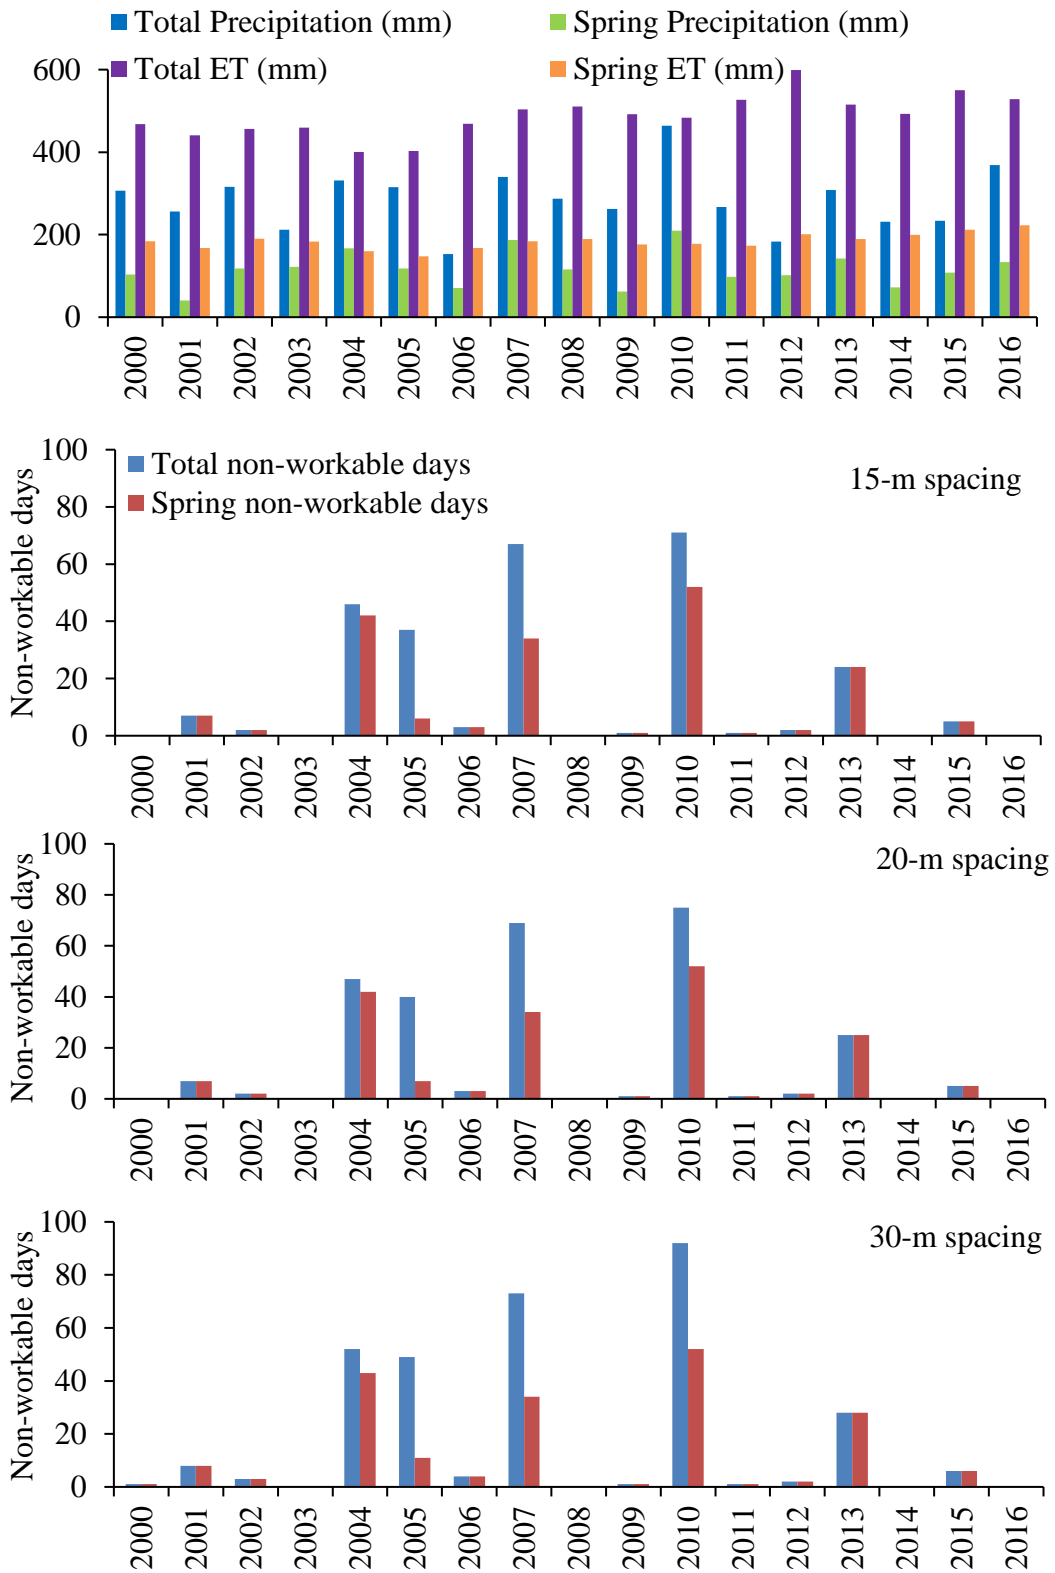 Total Precipitation (mm) Spring Precipitation (mm)
Total ET (mm) Spring ET (mm)
600
400
200
0
2000 2001 2002 2003 2004 2005 2006 2007 2008 2009 2010 2011 2012 2013 2014 2015 2016
Non-workable days
100
80
60
40
20
0
Total non-workable days
Spring non-workable days
15-m spacing
2000 2001 2002 2003 2004 2005 2006 2007 2008 2009 2010 2011 2012 2013 2014 2015 2016
Non-workable days
100
80
60
40
20
0
20-m spacing
2000 2001 2002 2003 2004 2005 2006 2007 2008 2009 2010 2011 2012 2013 2014 2015 2016
Non-workable days
100
80
60
40
20
0
30-m spacing
2000 2001 2002 2003 2004 2005 2006 2007 2008 2009 2010 2011 2012 2013 2014 2015 2016